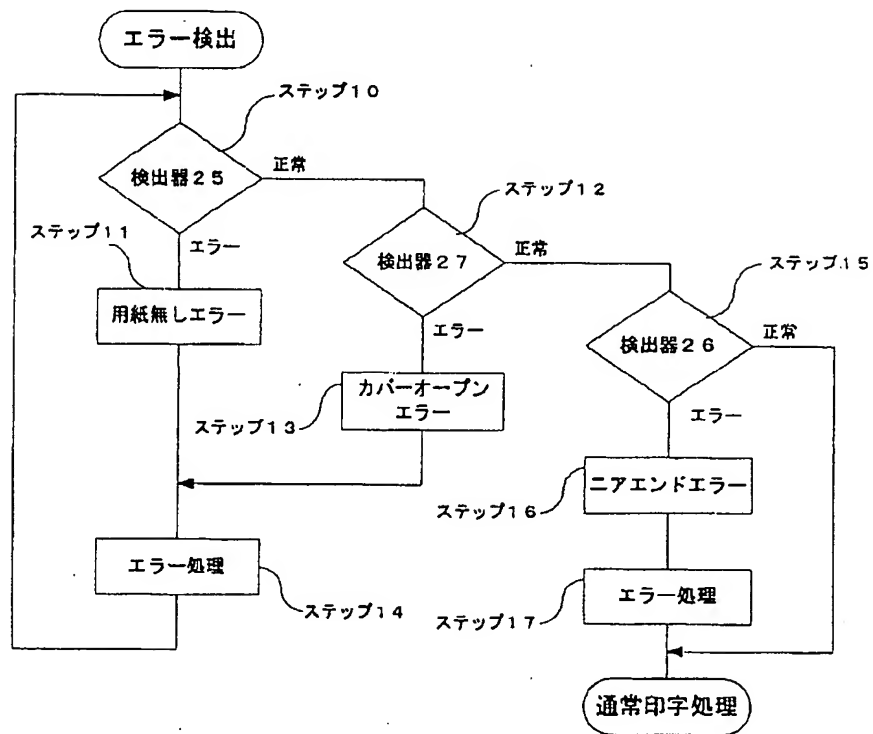 エラー検出
ステップ10
検出器25
正常
エラー
ステップ11
用紙無しエラー
ステップ12
検出器27
正常
エラー
ステップ13
カバーオープン
エラー
エラー処理
ステップ14
ステップ15
検出器26
正常
エラー
ニアエンドエラー
ステップ16
エラー処理
ステップ17
通常印字処理